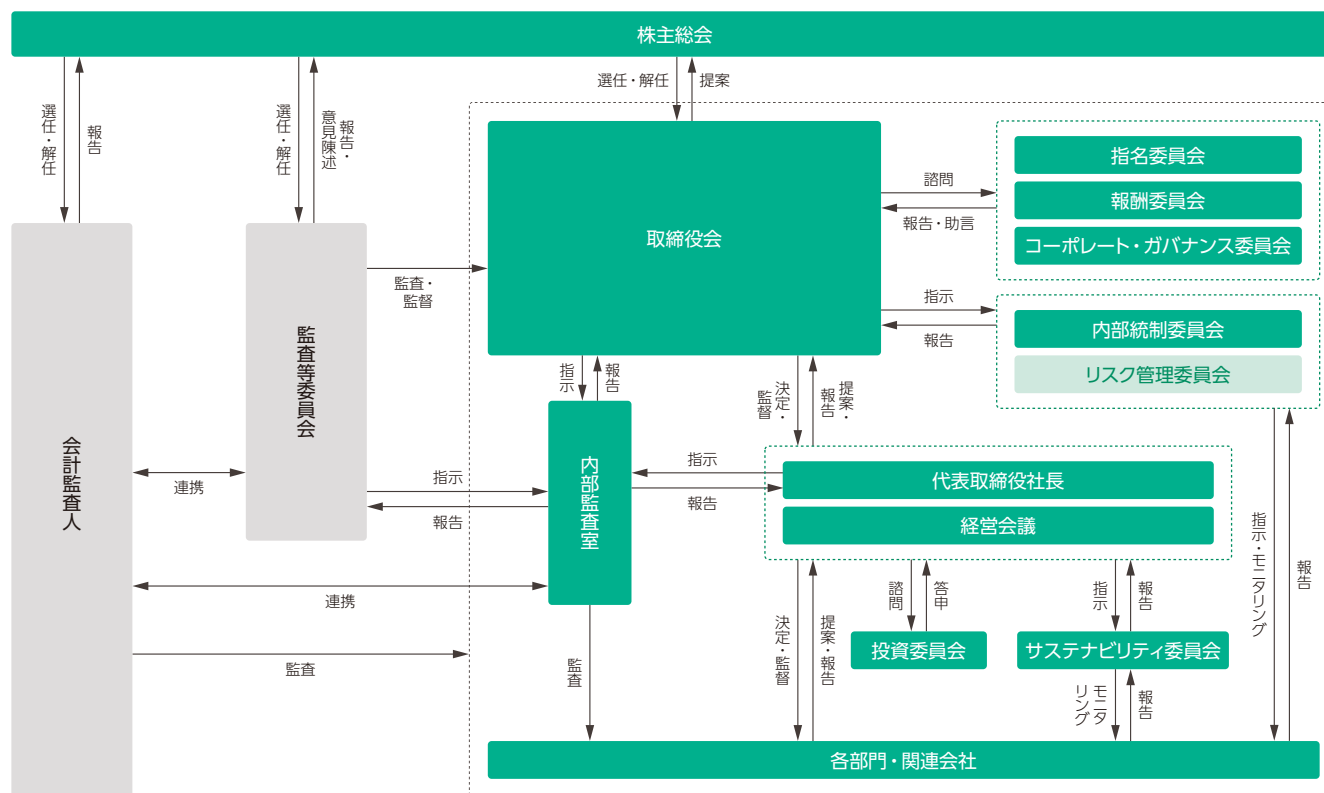 株主総会
選任・解任
報告
選任・解任
報告・
意見陳述
選任・解任
提案
取締役会
諮問
報告・助言
指名委員会
報酬委員会
コーポレート・ガバナンス委員会
監査・
監督
指示
報告
内部統制委員会
リスク管理委員会
会計監査人
監査等委員会
指示
報告
決定・
監督
提案・
報告
連携
指示
報告
内部監査室
指示
報告
代表取締役社長
経営会議
指示・モニタリング
報告
連携
監査
監査
決定・監督
提案・報告
諮問
答申
指示
報告
投資委員会
サステナビリティ委員会
モニタ
リング
報告
各部門・関連会社